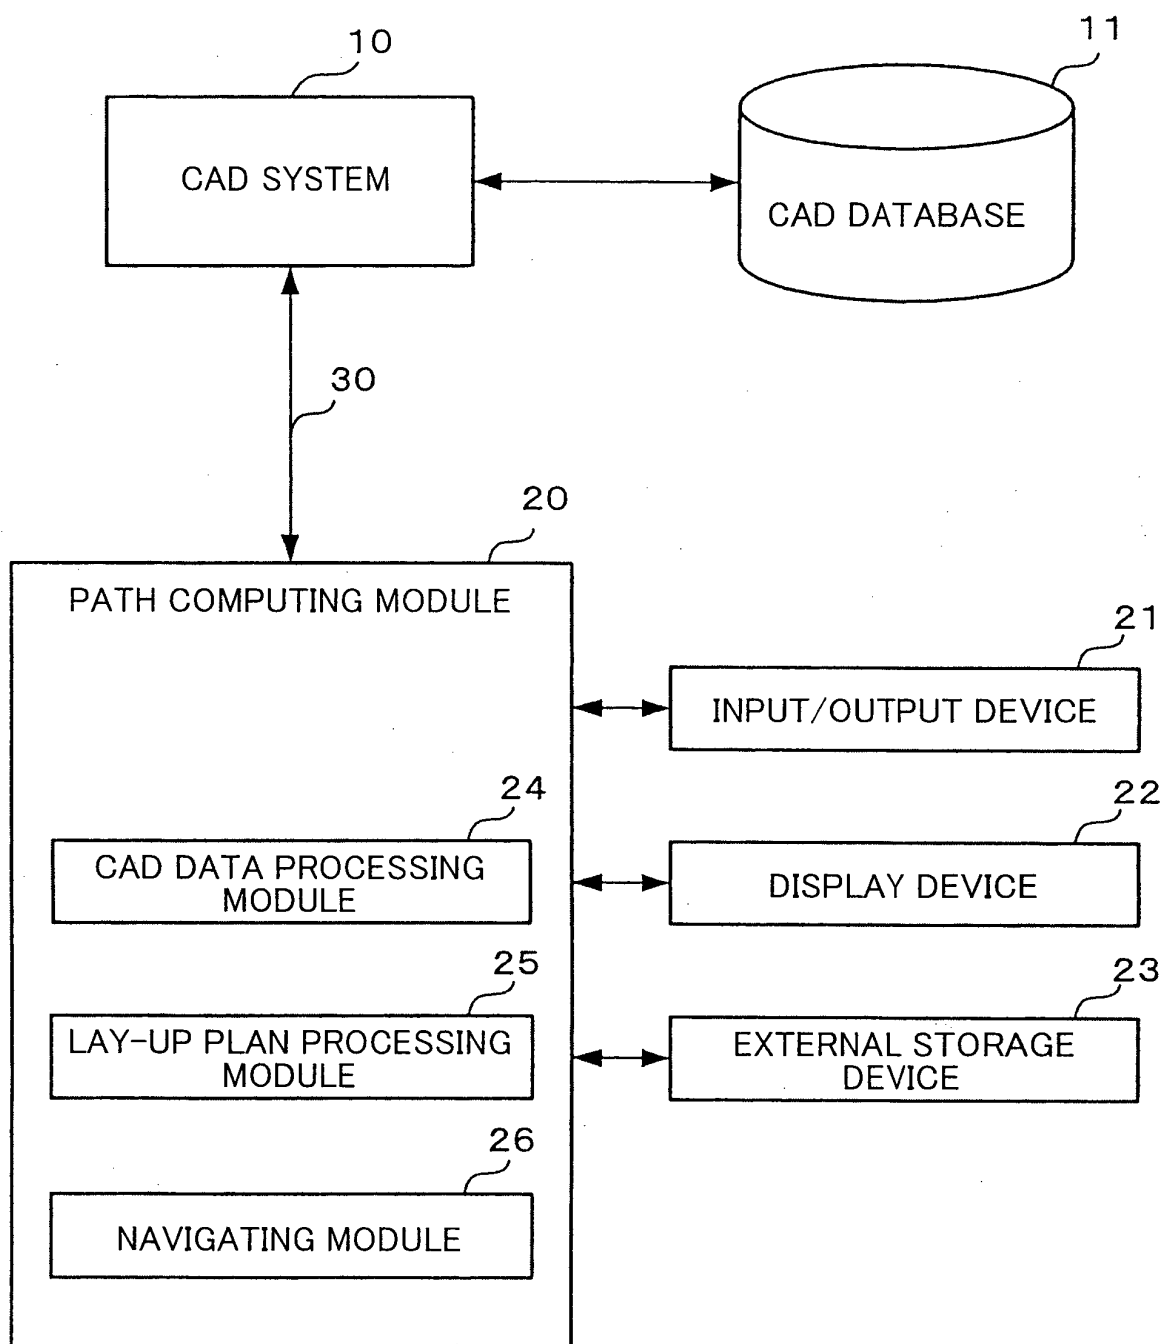 10
11
CAD SYSTEM
CAD DATABASE
30
20
PATH COMPUTING MODULE
21
INPUT/OUTPUT DEVICE
24
CAD DATA PROCESSING
MODULE
22
DISPLAY DEVICE
25
LAY-UP PLAN PROCESSING
MODULE
23
EXTERNAL STORAGE
DEVICE
26
NAVIGATING MODULE